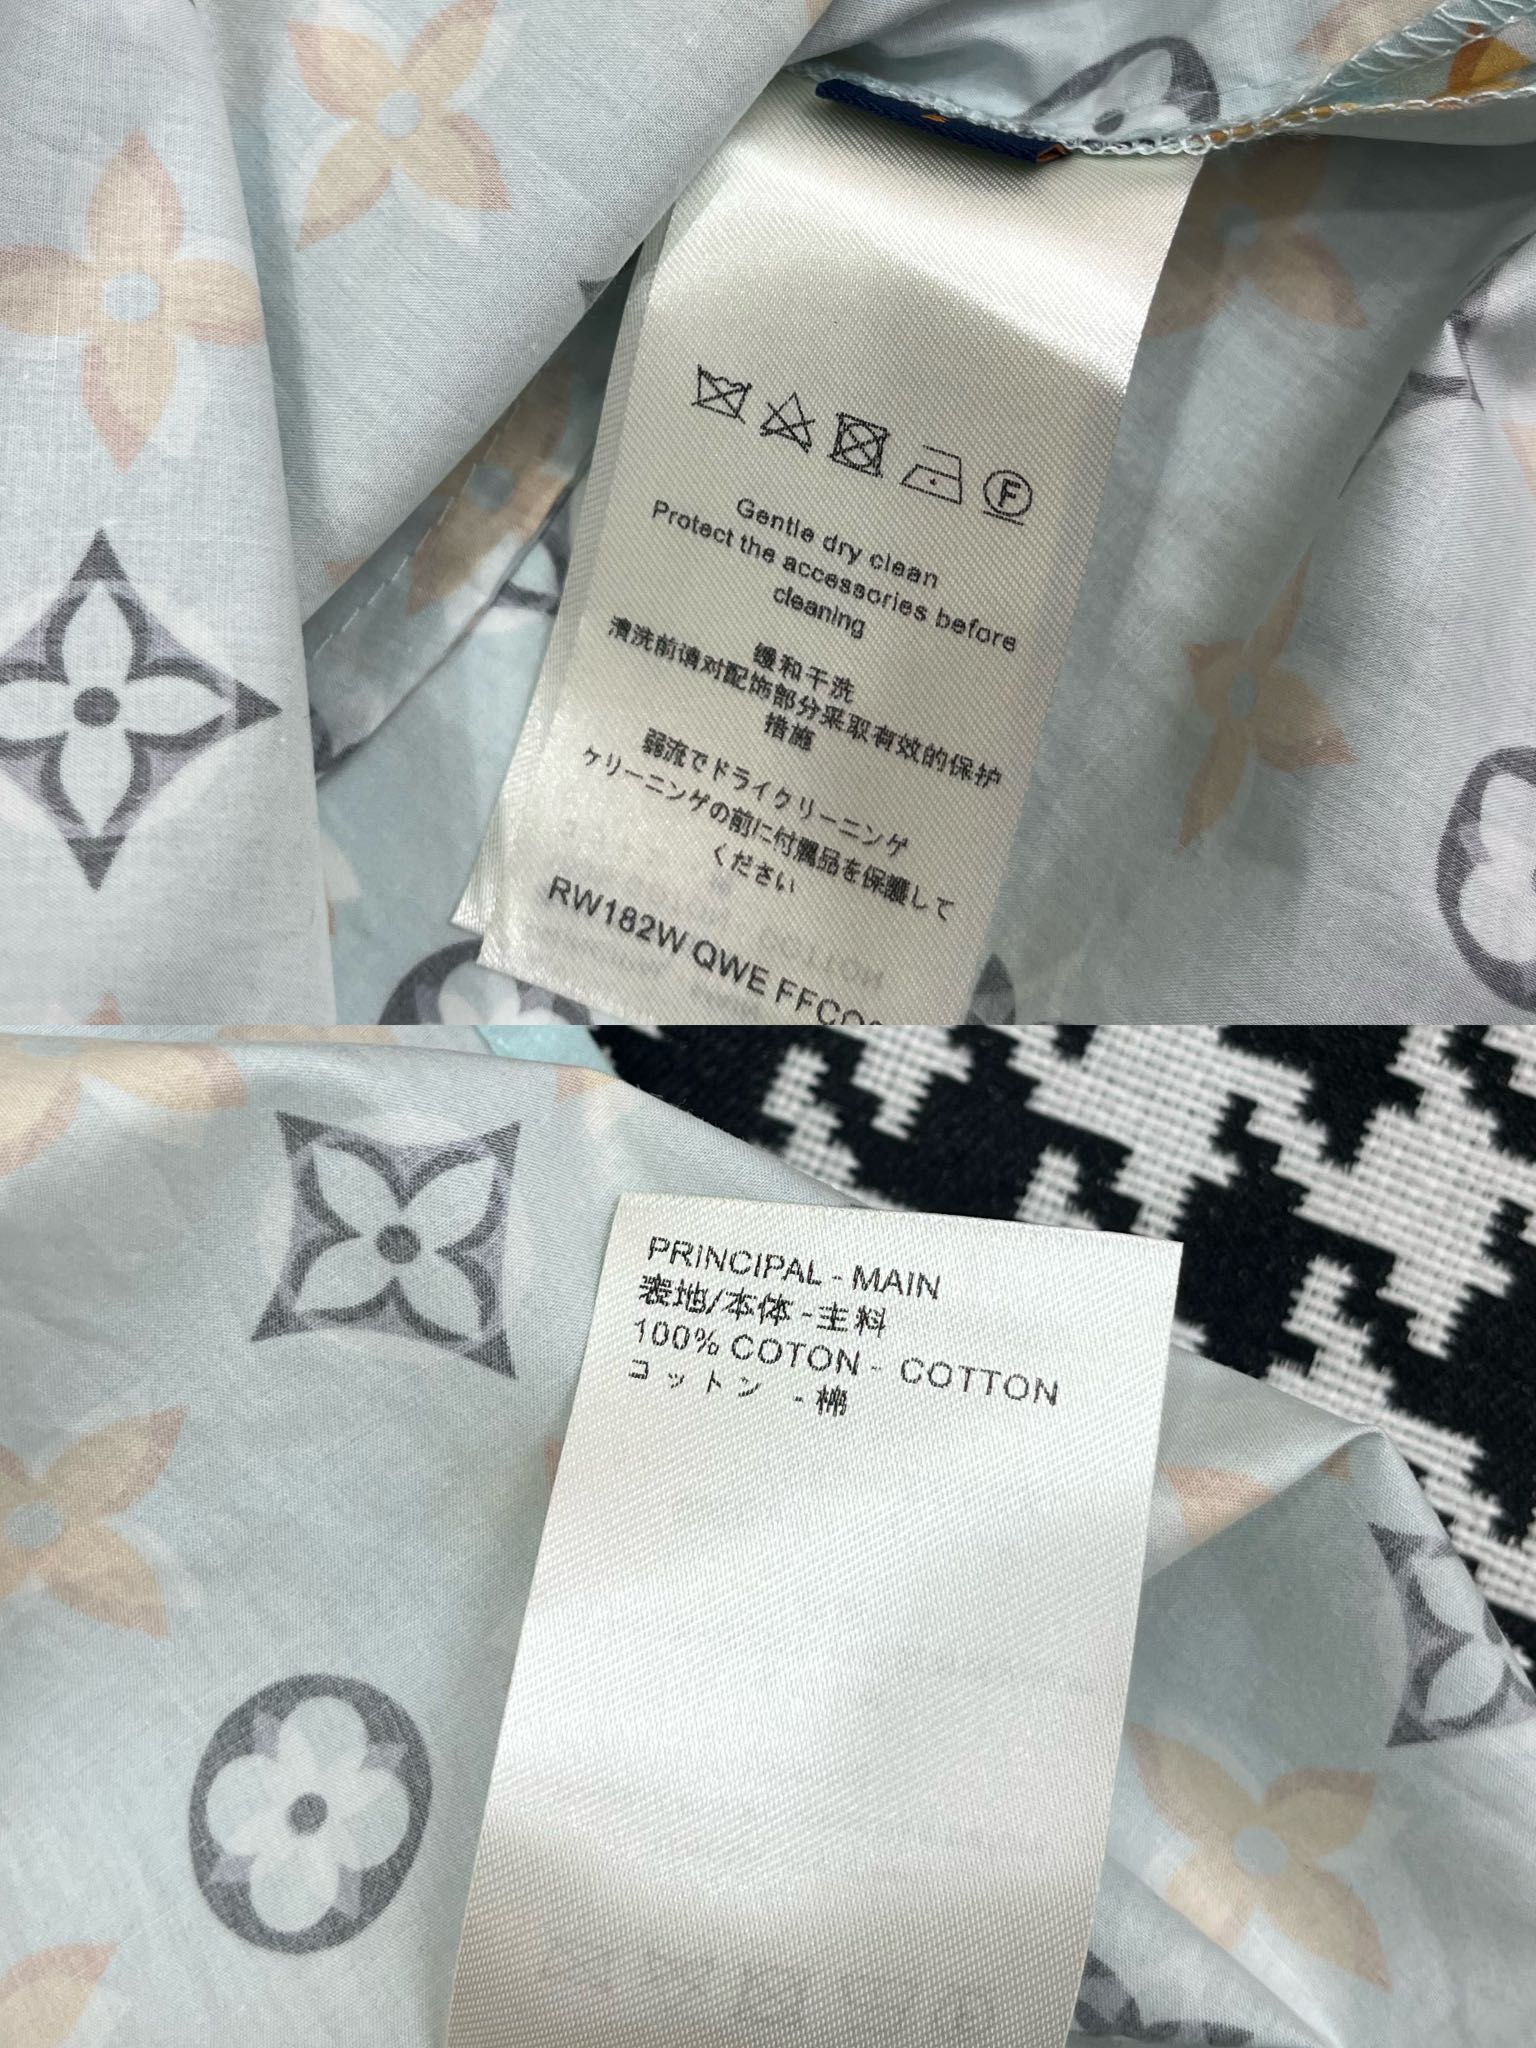 F
Gentle dry clean
Protect the accessories before
cleaning
缓和干洗
清洗前请对配饰部分采取有效的保护
措施
弱流でドライクリーニンゲ
ケリーニンゲの前に付属品を保護して
ください
RW182W QWE FFCO
PRINCIPAL - MAIN
表地/本体 - 主料
100% COTON - COTTON
コットン - 棉